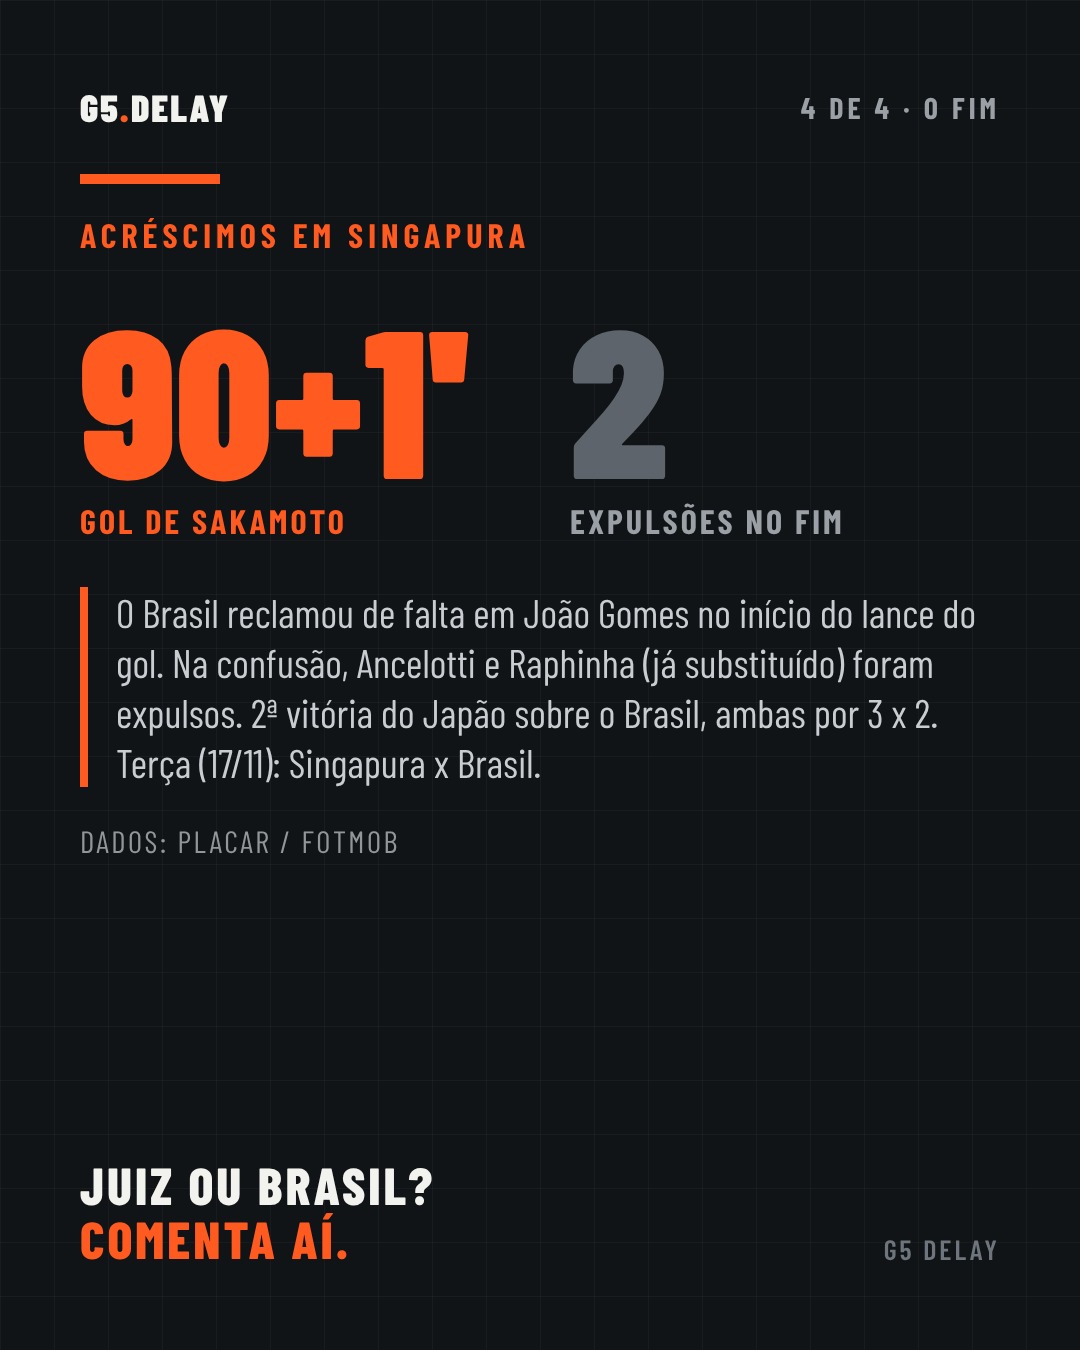 G5.DELAY
4 DE 4 · O FIM
ACRÉSCIMOS EM SINGAPURA
90+1'
GOL DE SAKAMOTO
2
EXPULSÕES NO FIM
O Brasil reclamou de falta em João Gomes no início do lance do
gol. Na confusão, Ancelotti e Raphinha (já substituído) foram
expulsos. 2ª vitória do Japão sobre o Brasil, ambas por 3 x 2.
Terça (17/11): Singapura x Brasil.
DADOS: PLACAR / FOTMOB
JUIZ OU BRASIL?
COMENTA AÍ.
G5 DELAY